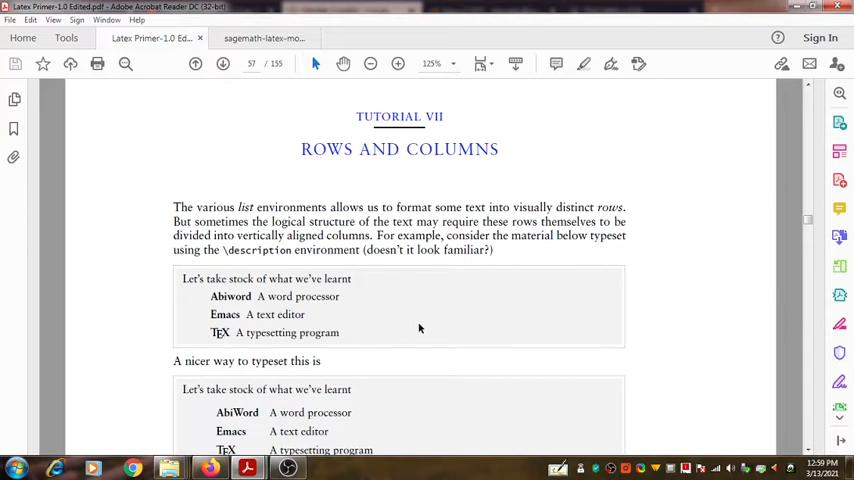 Latex Primer-1.0 Edited.pdf - Adobe Acrobat Reader DC (32-bit)
File Edit View Sign Window Help
Home Tools Latex Primer-1.0 Ed... × sagemath-latex-mo... Sign In
57 / 155 125%
TUTORIAL VII
ROWS AND COLUMNS
The various list environments allows us to format some text into visually distinct rows.
But sometimes the logical structure of the text may require these rows themselves to be
divided into vertically aligned columns. For example, consider the material below typeset
using the \description environment (doesn't it look familiar?)
Let's take stock of what we've learnt
Abiword A word processor
Emacs A text editor
TEX A typesetting program
A nicer way to typeset this is
Let's take stock of what we've learnt
AbiWord A word processor
Emacs A text editor
TEX A typesetting program
12:59 PM
3/13/2021